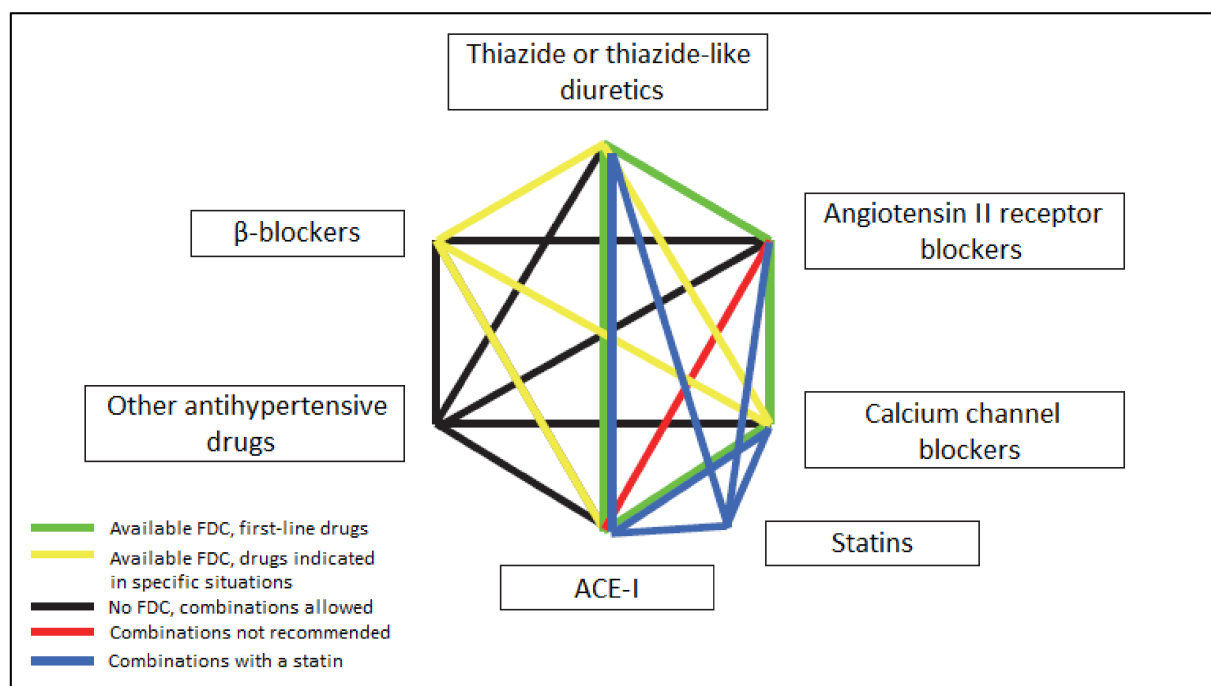 Thiazide or thiazide-like
diuretics
β-blockers
Angiotensin II receptor
blockers
Other antihypertensive
drugs
Calcium channel
blockers
Statins
ACE-I
Available FDC, first-line drugs
Available FDC, drugs indicated
in specific situations
No FDC, combinations allowed
Combinations not recommended
Combinations with a statin